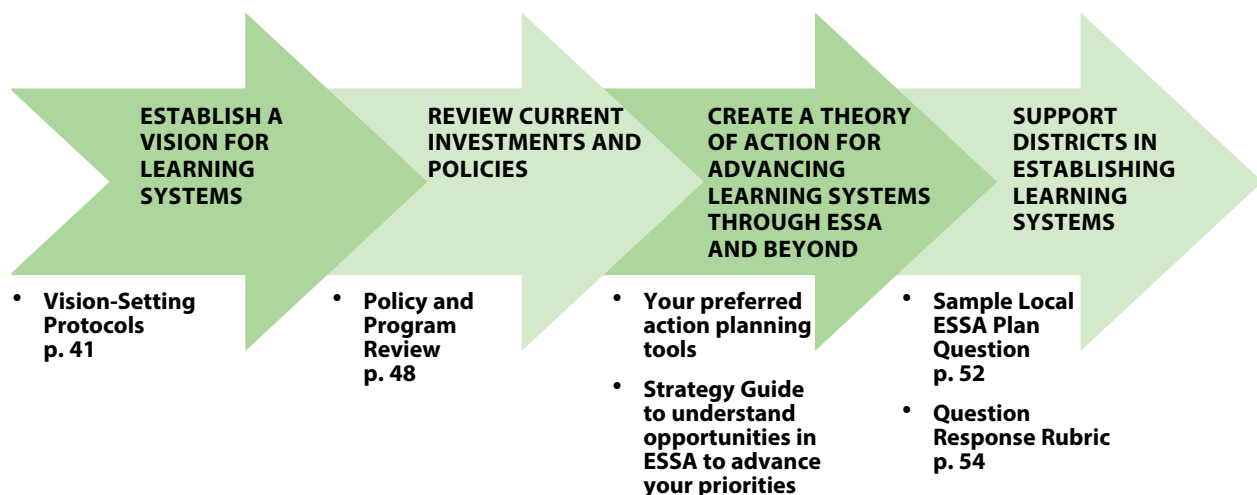 ESTABLISH A
VISION FOR
LEARNING
SYSTEMS
• Vision-Setting
Protocols
p. 41
REVIEW CURRENT
INVESTMENTS AND
POLICIES
• Policy and
Program
Review
p. 48
CREATE A THEORY
OF ACTION FOR
ADVANCING
LEARNING SYSTEMS
THROUGH ESSA
AND BEYOND
• Your preferred
action planning
tools
• Strategy Guide
to understand
opportunities in
ESSA to advance
your priorities
SUPPORT
DISTRICTS IN
ESTABLISHING
LEARNING
SYSTEMS
• Sample Local
ESSA Plan
Question
p. 52
• Question
Response Rubric
p. 54